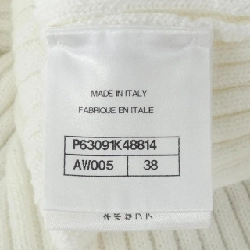 MADE IN ITALY
FABRIQUE EN ITALIE
P63091K48814
AW005 38